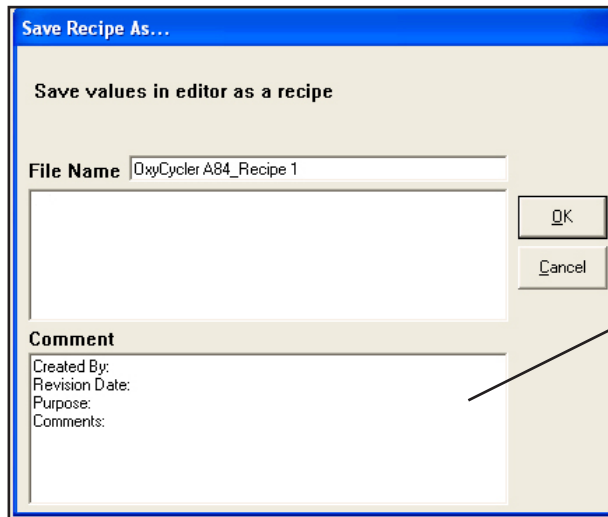 Save Recipe As...
Save values in editor as a recipe
File Name OxyCycler A84_Recipe 1
OK
Cancel
Comment
Created By:
Revision Date:
Purpose:
Comments: